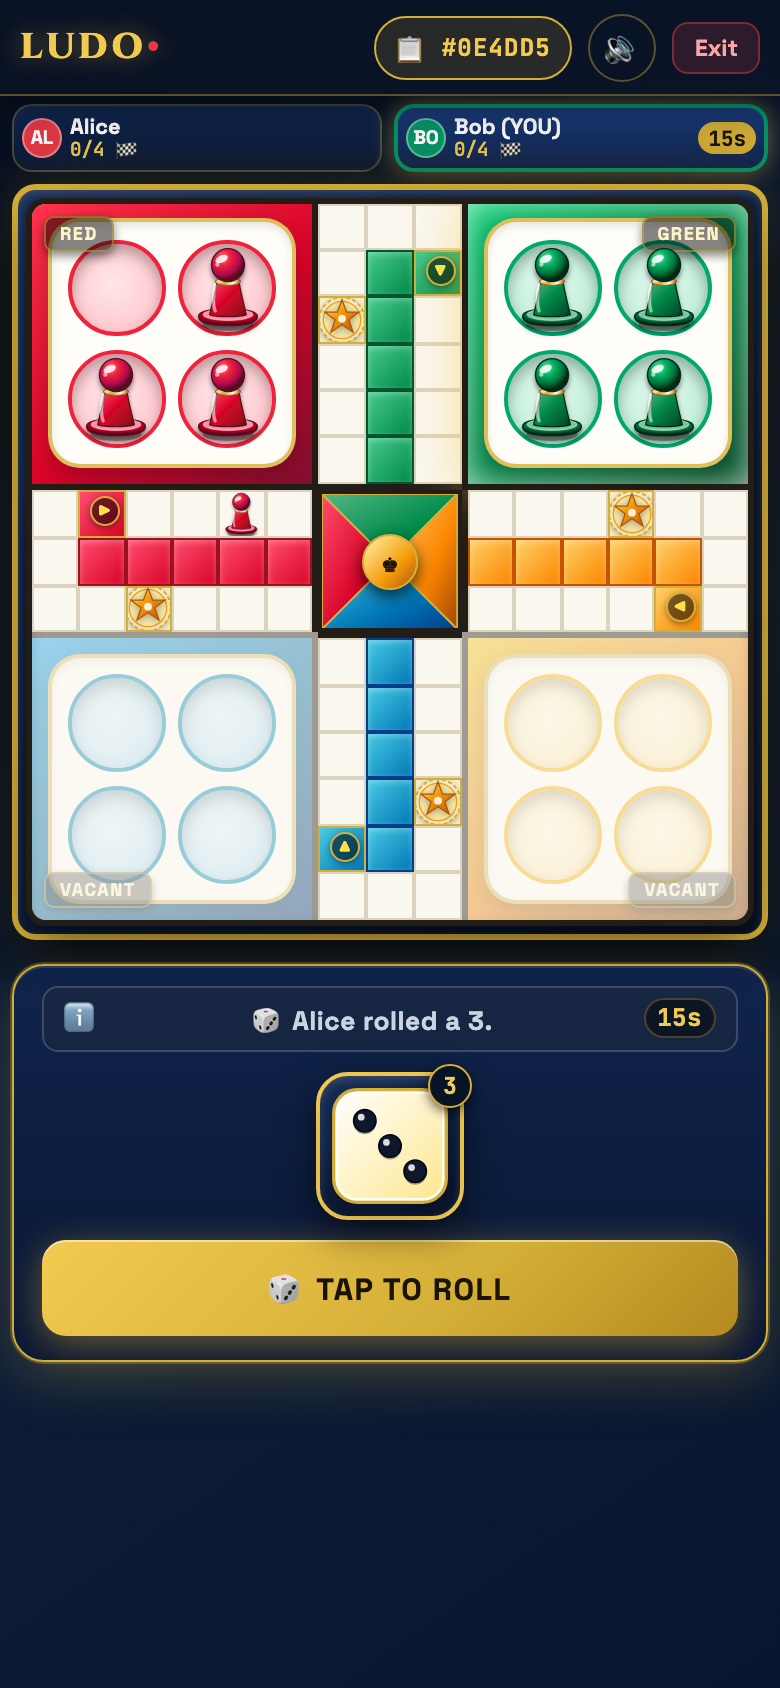 LUDO
#0E4DD5
Exit
AL Alice
0/4
BO Bob (YOU)
0/4
15s
RED
GREEN
VACANT
VACANT
Alice rolled a 3.
15s
3
TAP TO ROLL